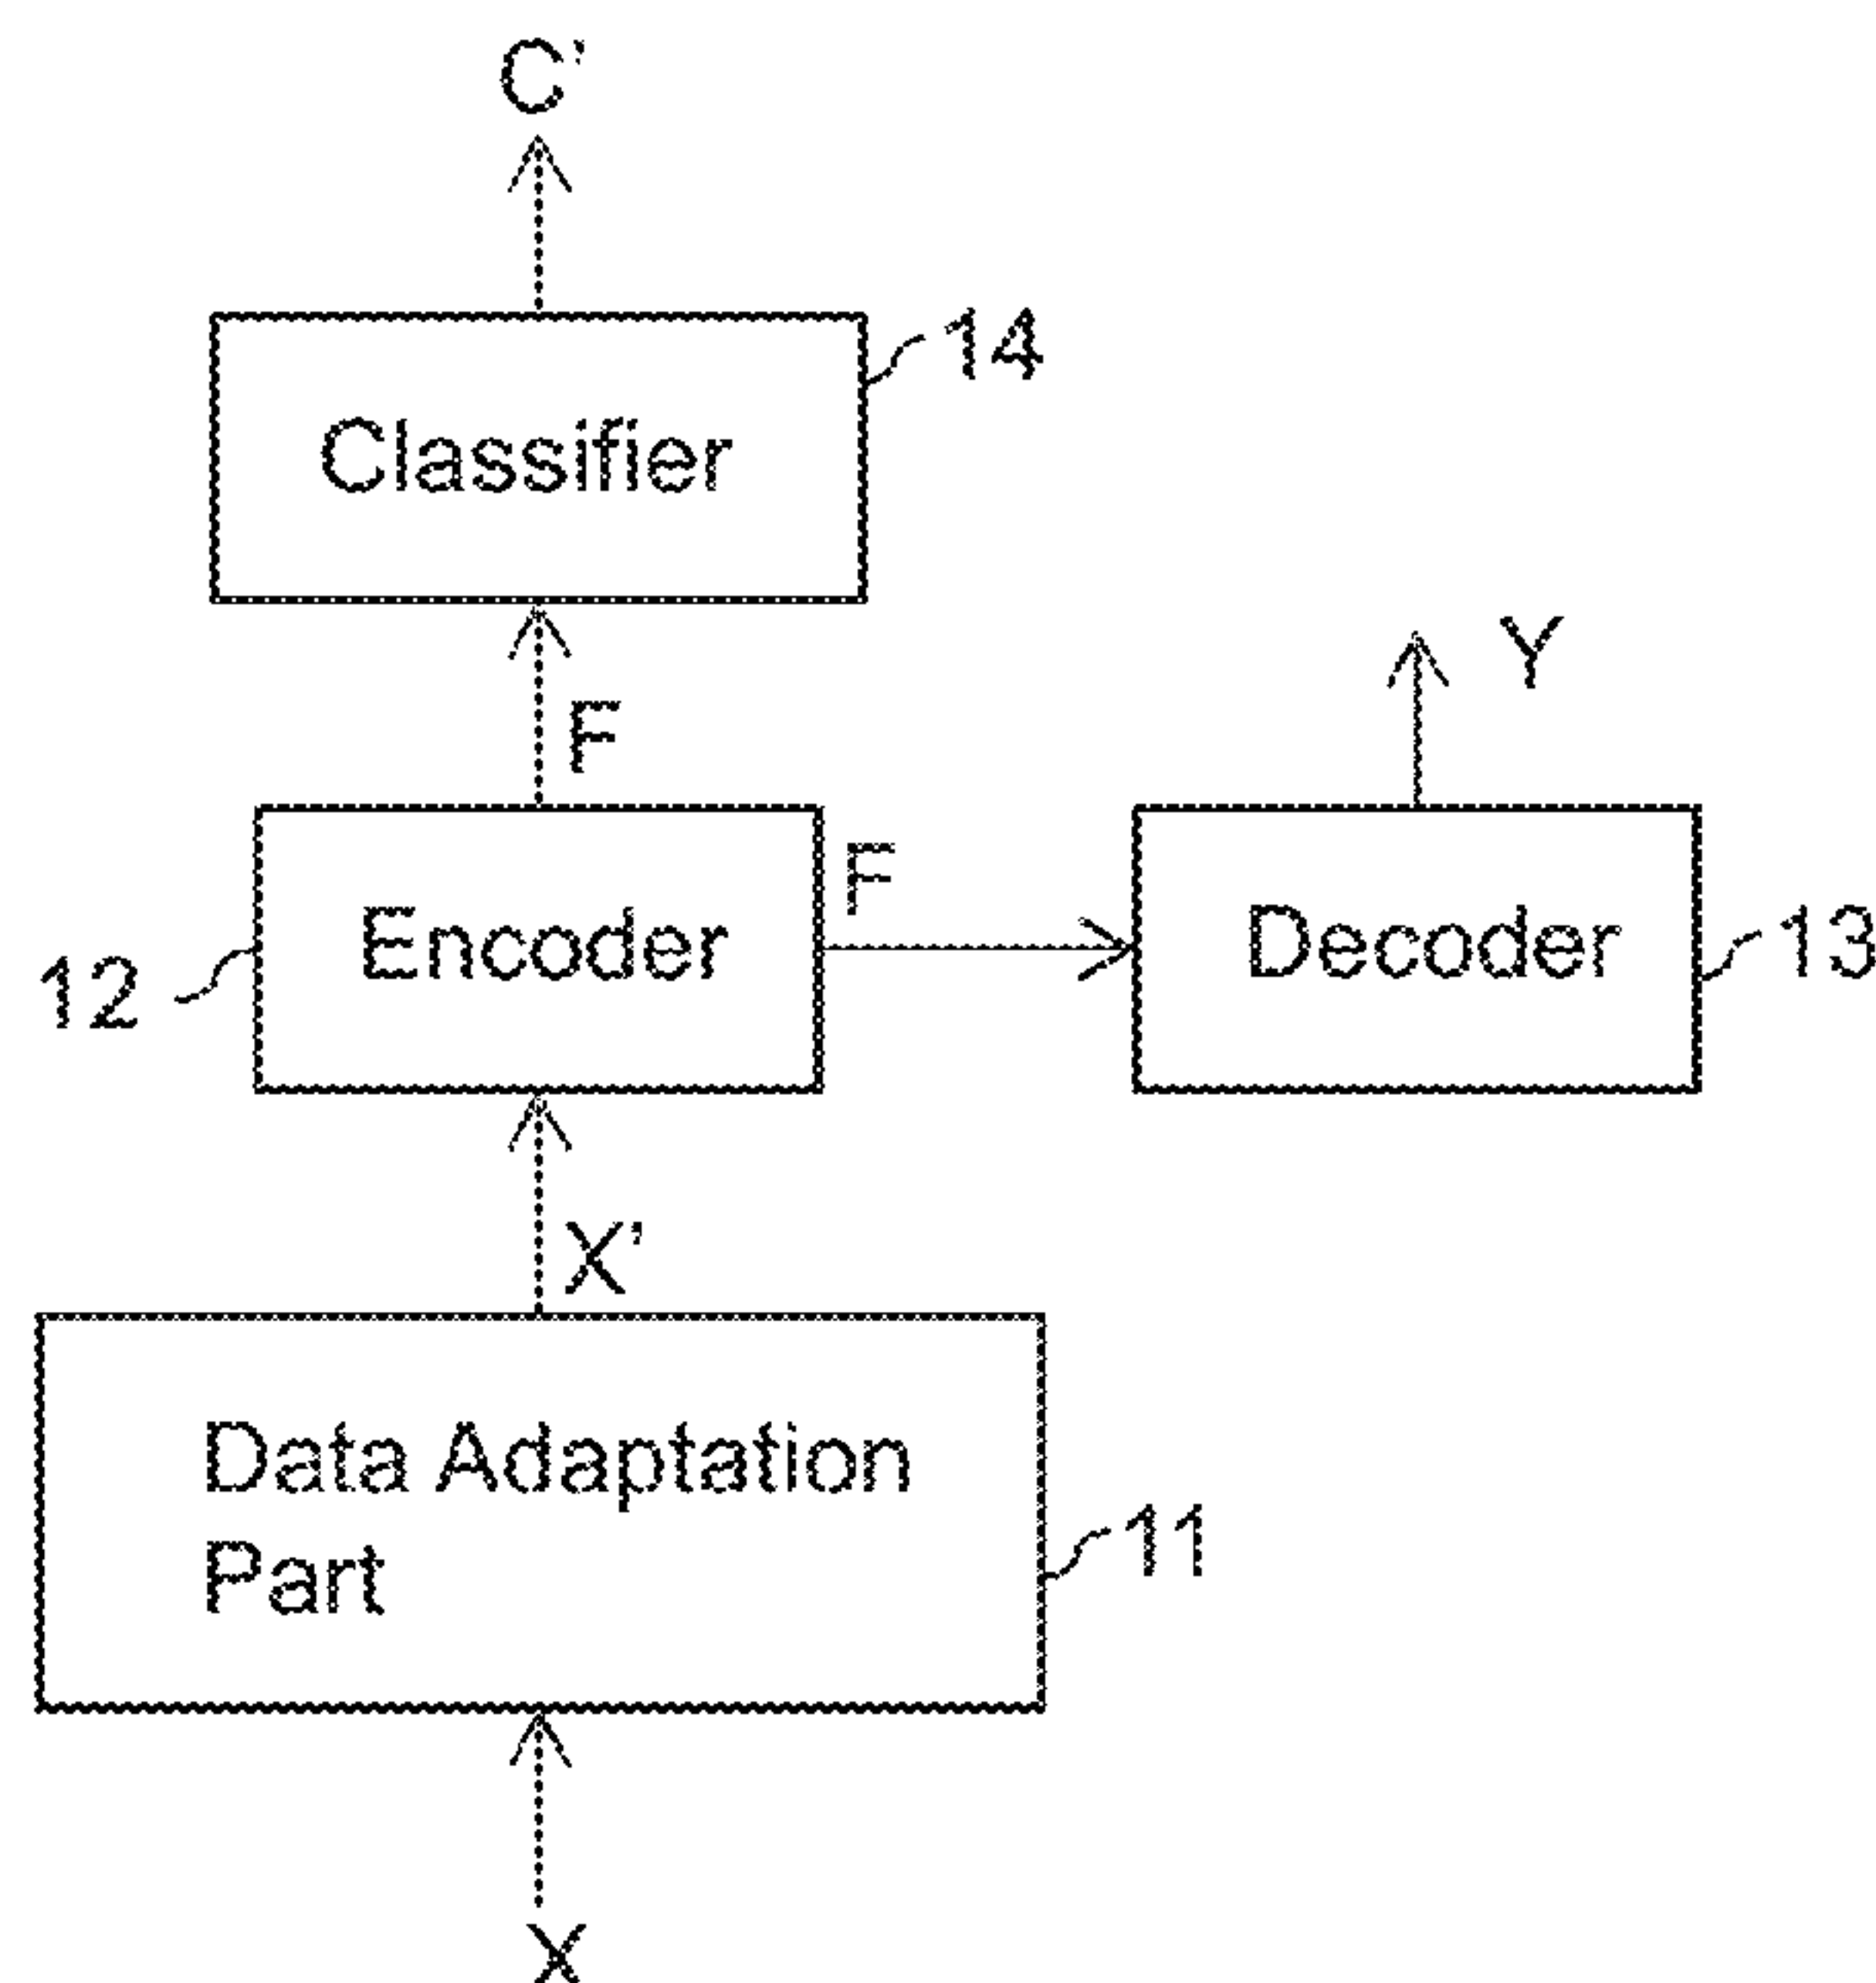 C'
14
Classifier
F
Y
F
12
Encoder
Decoder
13
X'
Data Adaptation
Part
11
X